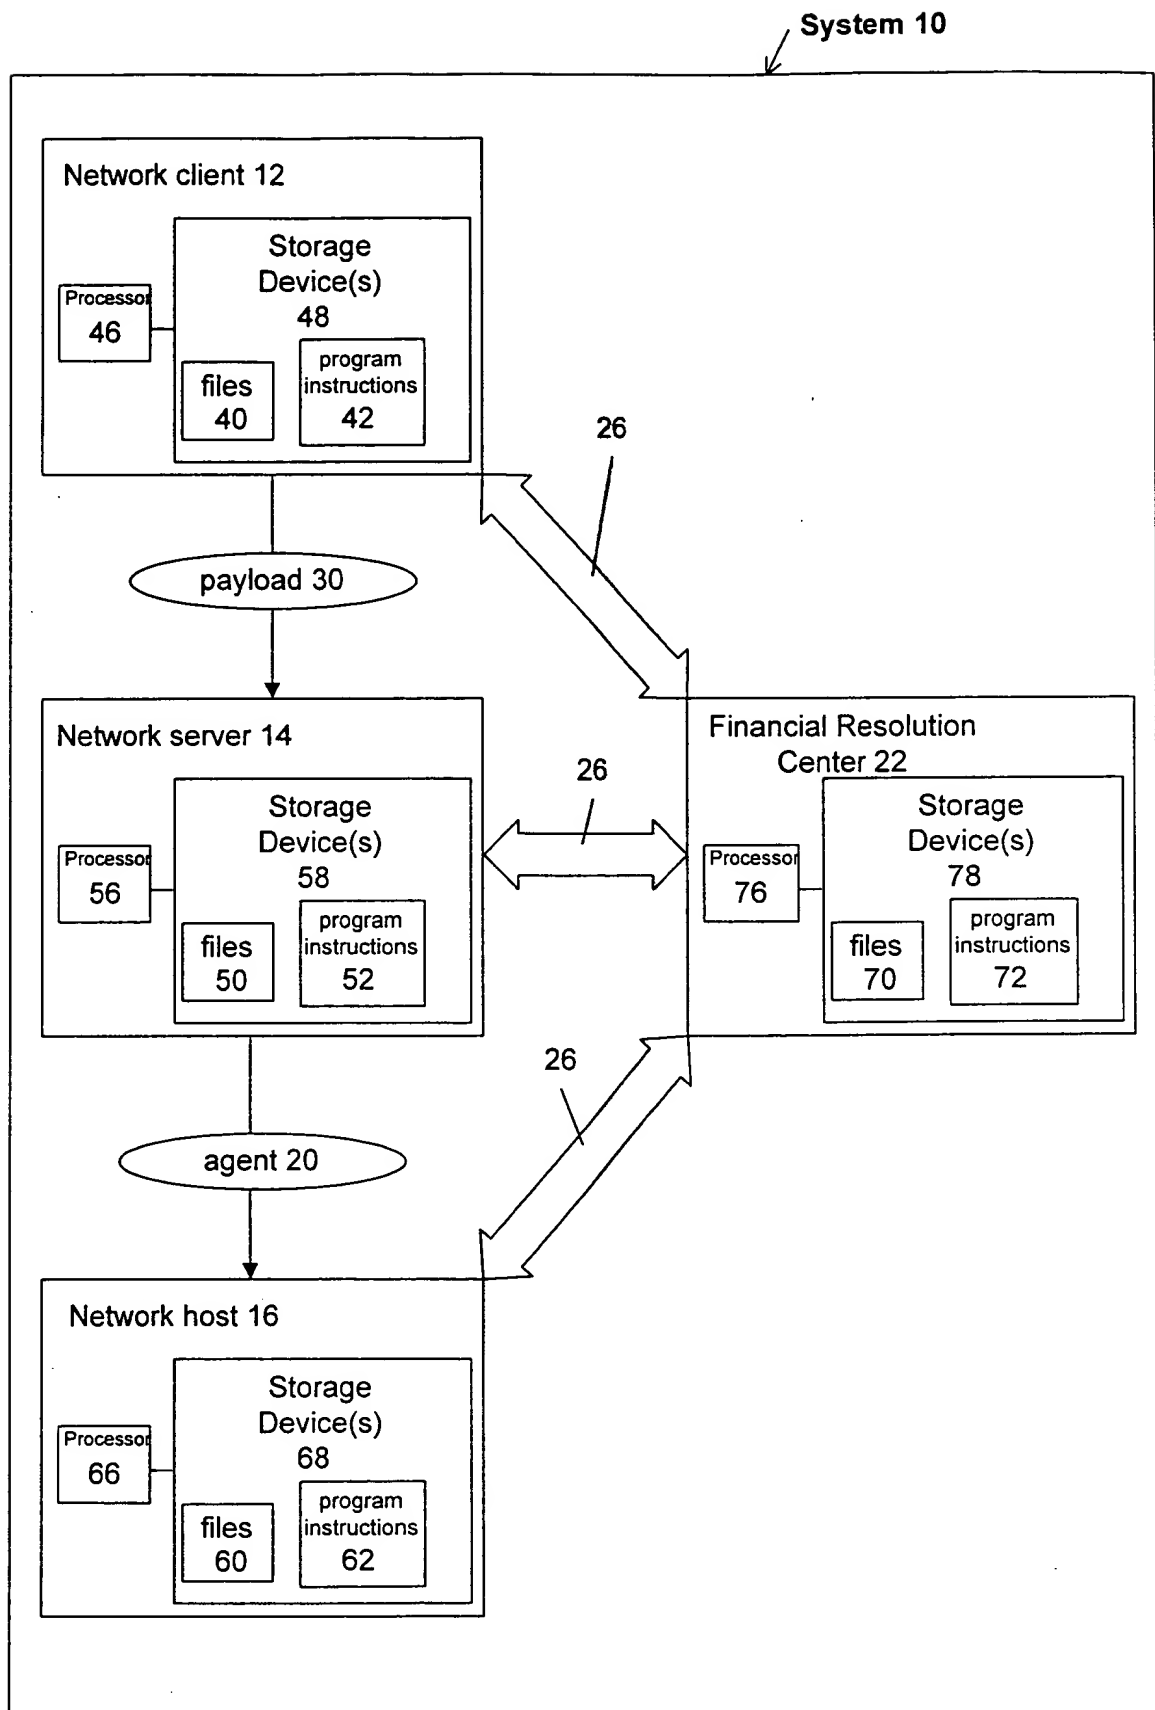 System 10
Network client 12
Storage
Device(s)
48
Processor
46
program
instructions
42
files
40
26
payload 30
Network server 14
Storage
Device(s)
58
Processor
56
program
instructions
52
files
50
26
Financial Resolution
Center 22
Storage
Device(s)
78
Processor
76
program
instructions
72
files
70
26
agent 20
Network host 16
Storage
Device(s)
68
Processor
66
program
instructions
62
files
60